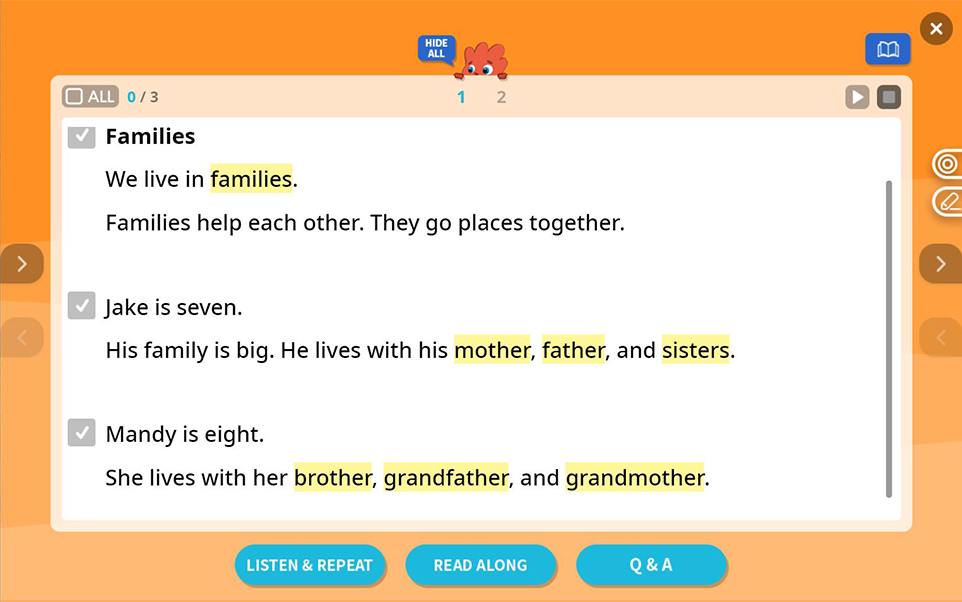 HIDE
ALL
ALL 0 / 3
1 2
Families
We live in families.
Families help each other. They go places together.
Jake is seven.
His family is big. He lives with his mother, father, and sisters.
Mandy is eight.
She lives with her brother, grandfather, and grandmother.
LISTEN & REPEAT
READ ALONG
Q & A